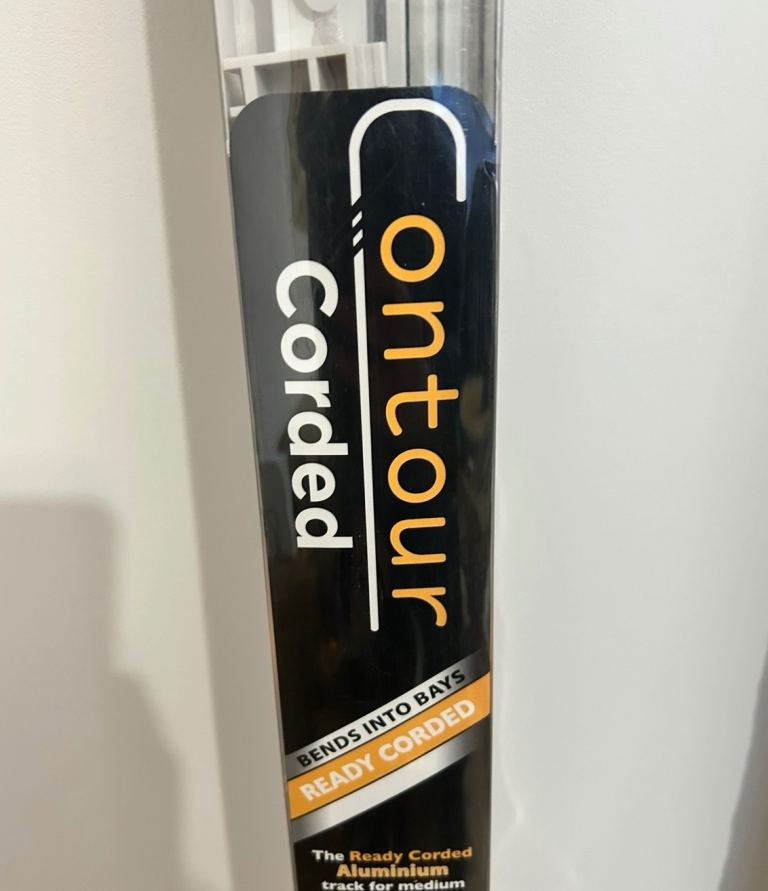 Contour
Corded
BENDS INTO BAYS
READY CORDED
The Ready Corded
Aluminium
track for medium